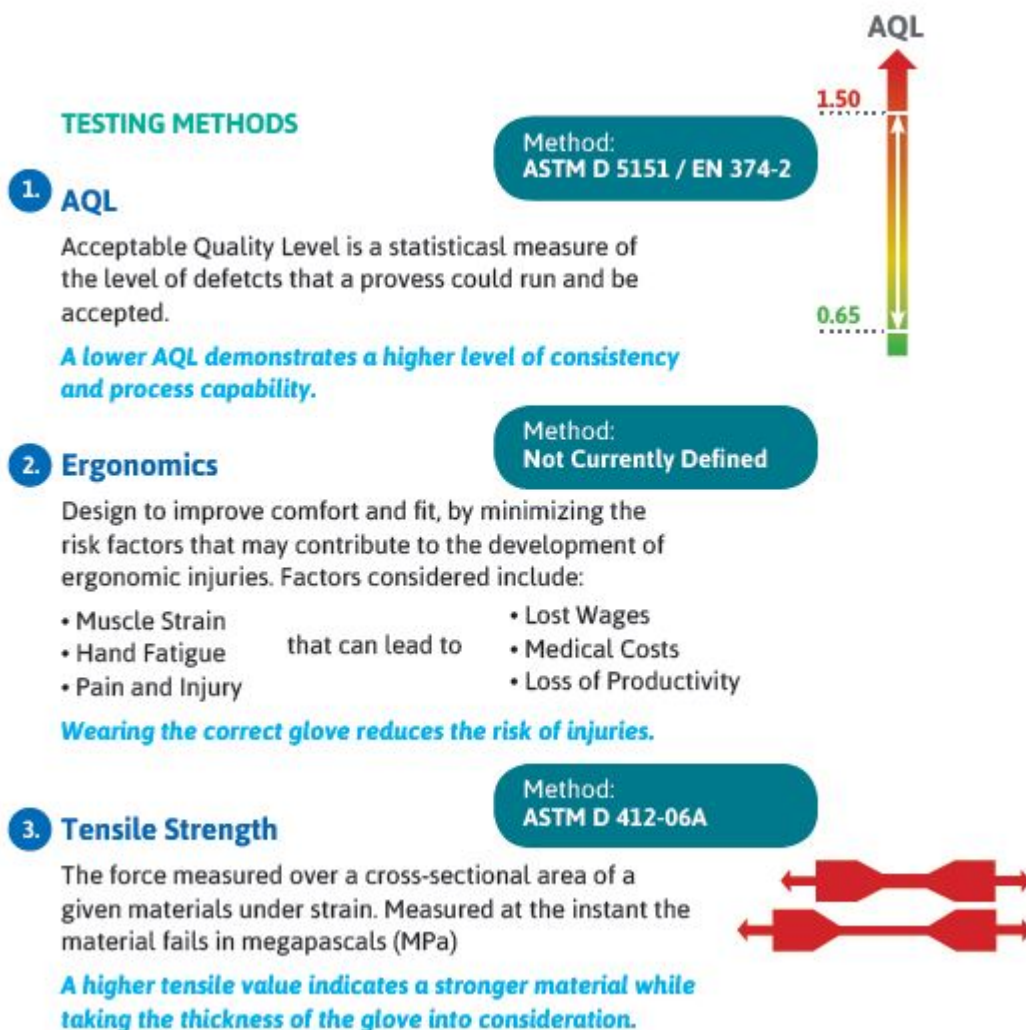 AQL
1.50
TESTING METHODS
Method:
ASTM D 5151 / EN 374-2
1. AQL
Acceptable Quality Level is a statisticasl measure of
the level of defetcts that a provess could run and be
accepted.
0.65
A lower AQL demonstrates a higher level of consistency
and process capability.
Method:
Not Currently Defined
2. Ergonomics
Design to improve comfort and fit, by minimizing the
risk factors that may contribute to the development of
ergonomic injuries. Factors considered include:
• Muscle Strain
• Hand Fatigue
• Pain and Injury
that can lead to
• Lost Wages
• Medical Costs
• Loss of Productivity
Wearing the correct glove reduces the risk of injuries.
Method:
ASTM D 412-06A
3. Tensile Strength
The force measured over a cross-sectional area of a
given materials under strain. Measured at the instant the
material fails in megapascals (MPa)
A higher tensile value indicates a stronger material while
taking the thickness of the glove into consideration.